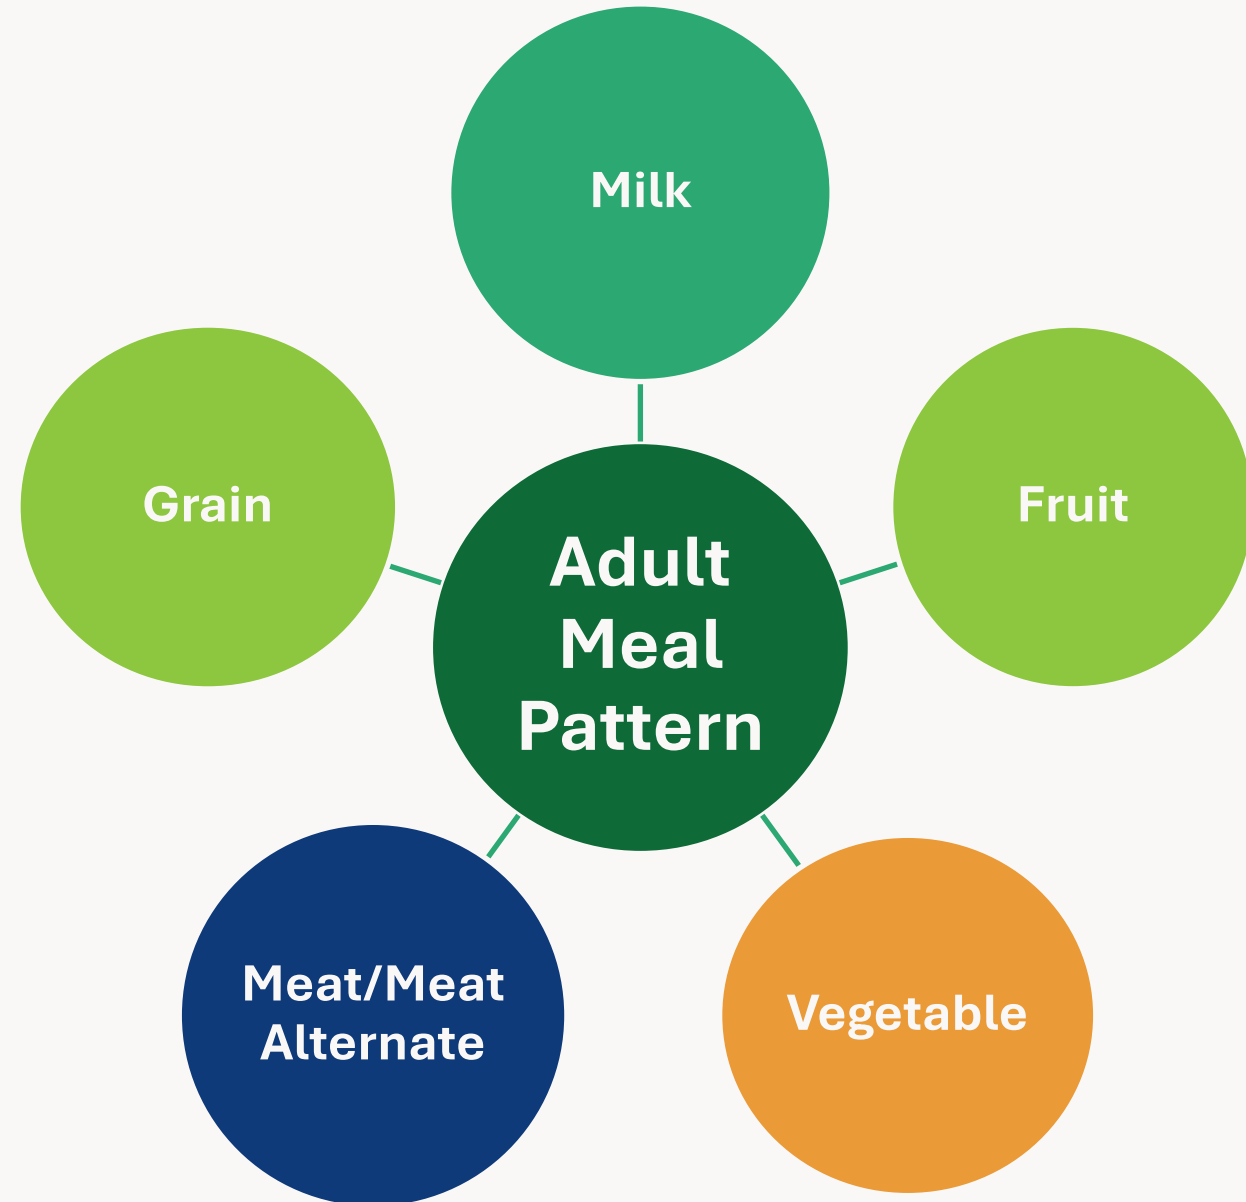 Milk
Grain
Fruit
Adult
Meal
Pattern
Meat/Meat
Alternate
Vegetable